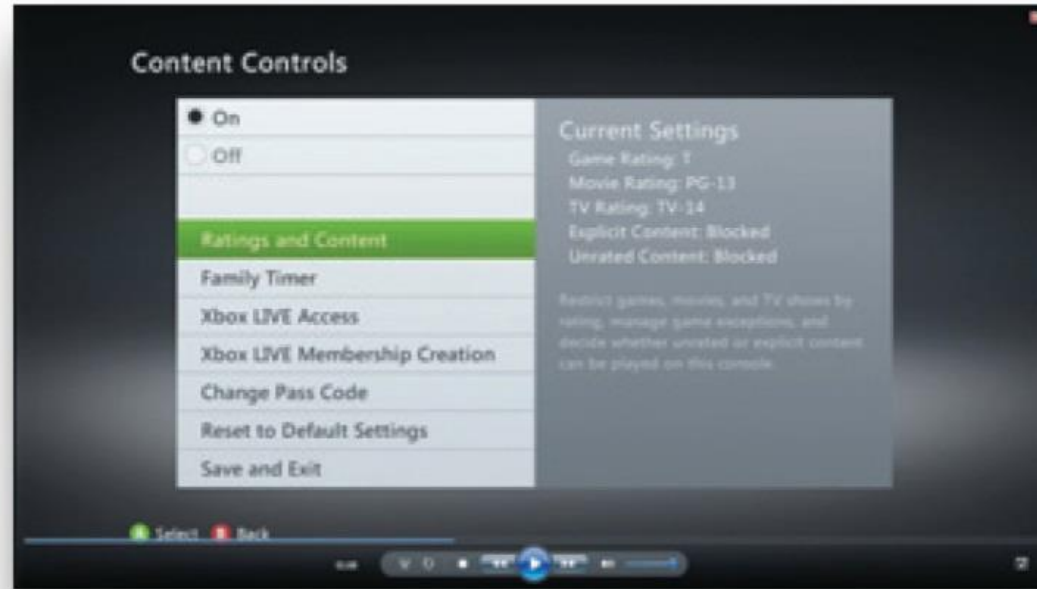 Content Controls
On
Off
Ratings and Content
Family Timer
Xbox LIVE Access
Xbox LIVE Membership Creation
Change Pass Code
Reset to Default Settings
Save and Exit
Current Settings
Game Rating: T
Movie Rating: PG-13
TV Rating: TV-14
Explicit Content: Blocked
Unrated Content: Blocked
Restrict games, movies, and TV shows by
rating, manage game exceptions, and
decide whether unrated or explicit content
can be played on this console.
A Select B Back